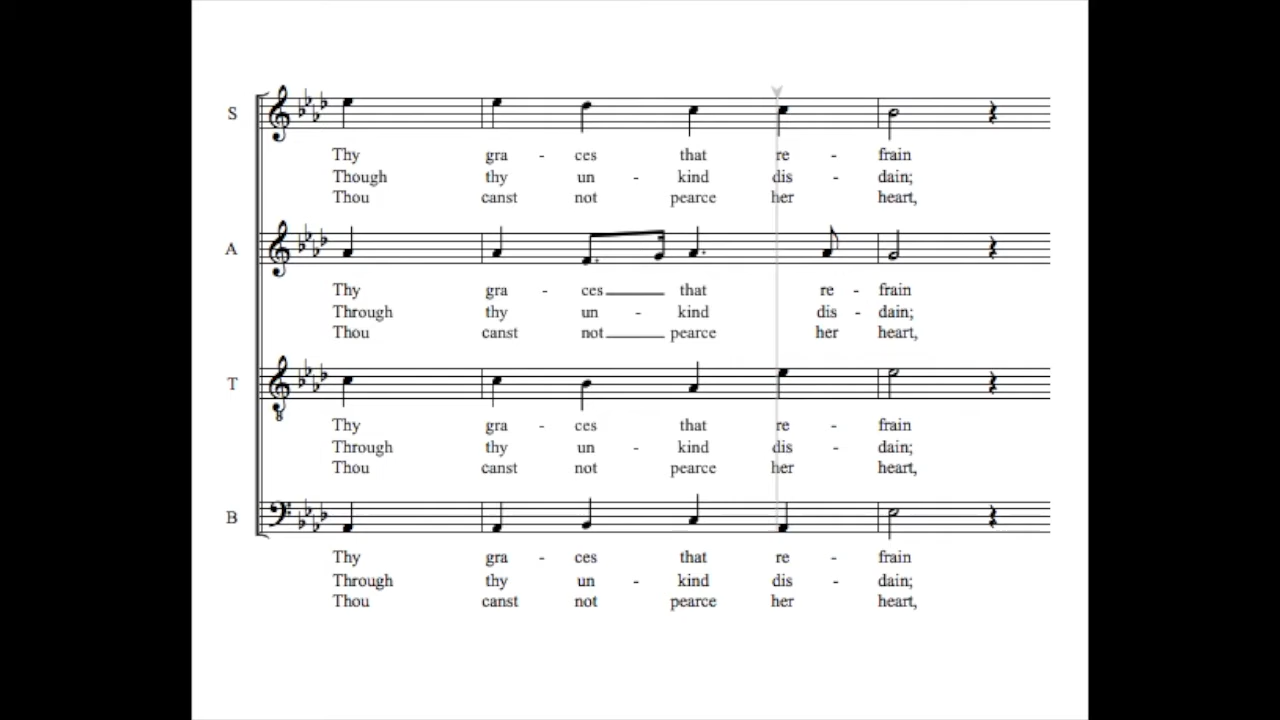 S
Thy gra - ces that re - frain
Though thy un - kind dis - dain;
Thou canst not pearce her heart,
A
Thy gra - ces that re - frain
Through thy un - kind dis - dain;
Thou canst not pearce her heart,
T
8
Thy gra - ces that re - frain
Through thy un - kind dis - dain;
Thou canst not pearce her heart,
B
Thy gra - ces that re - frain
Through thy un - kind dis - dain;
Thou canst not pearce her heart,